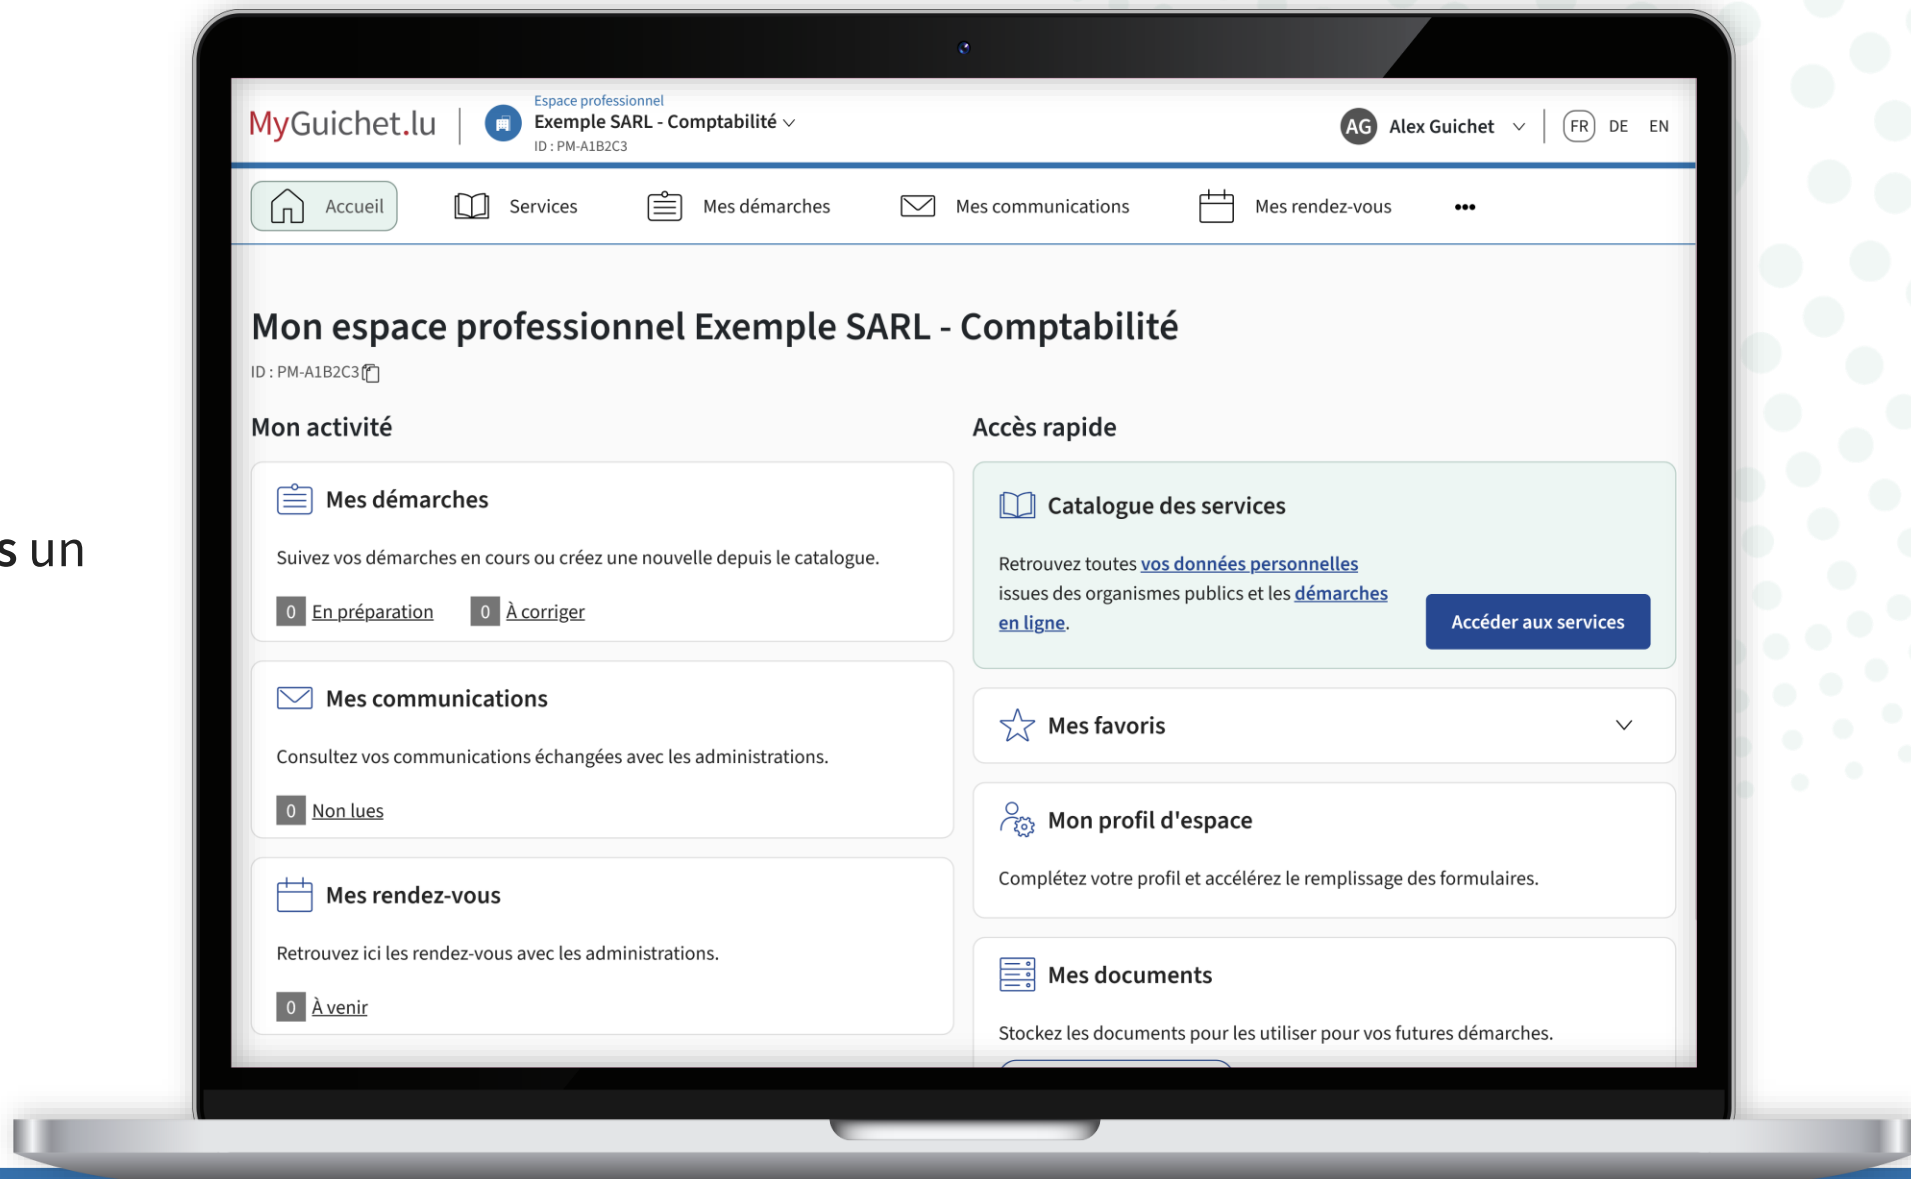 s un
MyGuichet.lu
Espace professionnel
Exemple SARL - Comptabilité
ID : PM-A1B2C3
AG Alex Guichet
FR DE EN
Accueil
Services
Mes démarches
Mes communications
Mes rendez-vous
•••
Mon espace professionnel Exemple SARL - Comptabilité
ID : PM-A1B2C3
Mon activité
Mes démarches
Suivez vos démarches en cours ou créez une nouvelle depuis le catalogue.
0 En préparation 0 À corriger
Mes communications
Consultez vos communications échangées avec les administrations.
0 Non lues
Mes rendez-vous
Retrouvez ici les rendez-vous avec les administrations.
0 À venir
Accès rapide
Catalogue des services
Retrouvez toutes vos données personnelles
issues des organismes publics et les démarches
en ligne.
Accéder aux services
Mes favoris
Mon profil d'espace
Complétez votre profil et accélérez le remplissage des formulaires.
Mes documents
Stockez les documents pour les utiliser pour vos futures démarches.